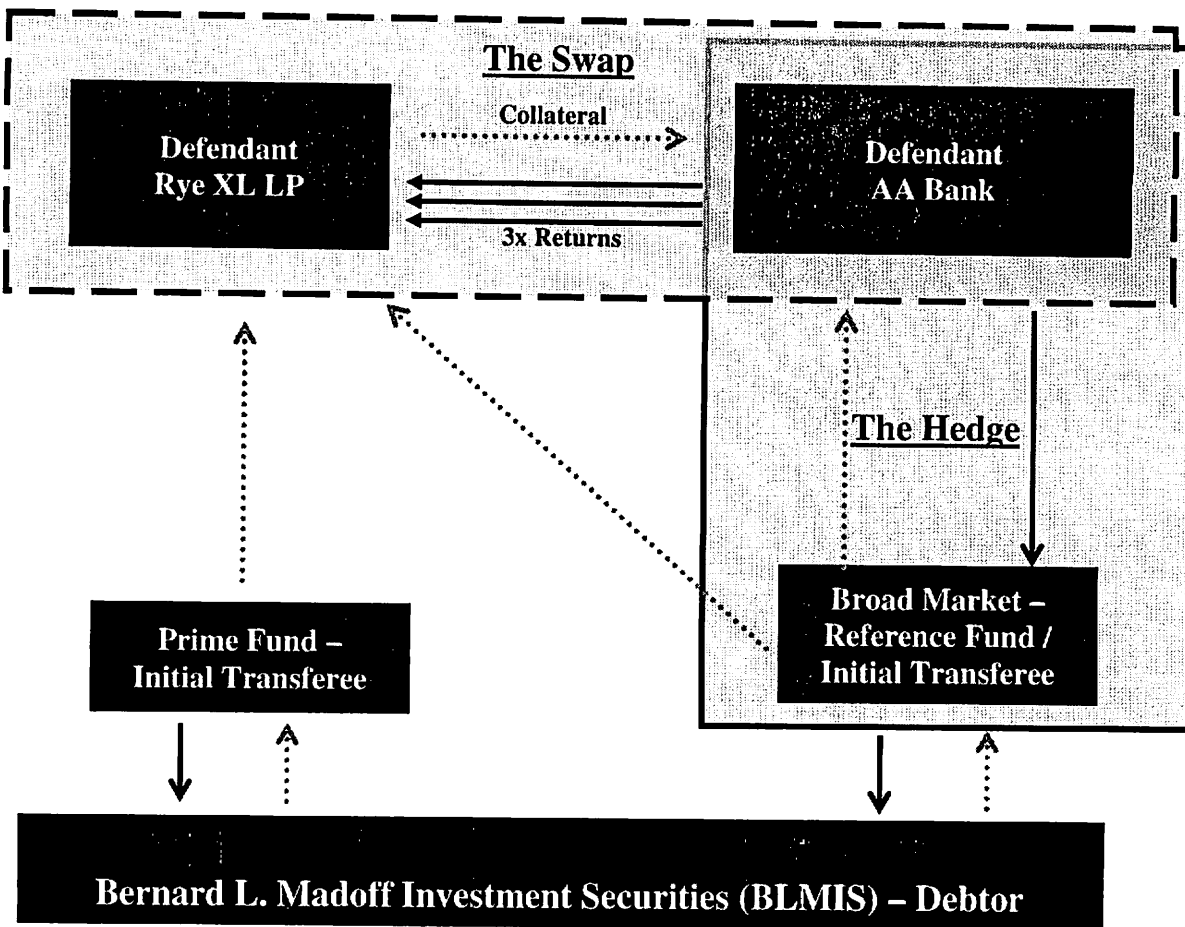 The Swap
Defendant
Rye XL LP
Collateral
3x Returns
Defendant
AA Bank
The Hedge
Prime Fund –
Initial Transferee
Broad Market –
Reference Fund /
Initial Transferee
Bernard L. Madoff Investment Securities (BLMIS) – Debtor